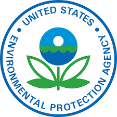 UNITED STATES
ENVIRONMENTAL PROTECTION AGENCY